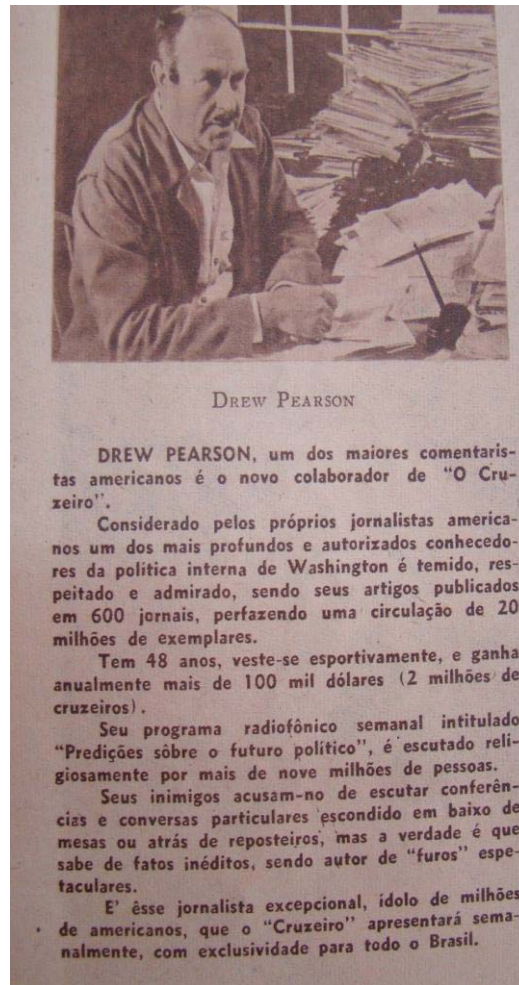 DREW PEARSON
DREW PEARSON, um dos maiores comentaris-
tas americanos é o novo colaborador de “O Cru-
zeiro”.
Considerado pelos próprios jornalistas america-
nos um dos mais profundos e autorizados conhecedo-
res da política interna de Washington é temido, res-
peitado e admirado, sendo seus artigos publicados
em 600 jornais, perfazendo uma circulação de 20
milhões de exemplares.
Tem 48 anos, veste-se esportivamente, e ganha
anualmente mais de 100 mil dólares (2 milhões de
cruzeiros).
Seu programa radiofônico semanal intitulado
“Predições sôbre o futuro político”, é escutado reli-
giosamente por mais de nove milhões de pessoas.
Seus inimigos acusam-no de escutar conferên-
cias e conversas particulares escondido em baixo de
mesas ou atrás de reposteiros, mas a verdade é que
sabe de fatos inéditos, sendo autor de “furos” espe-
taculares.
E' êsse jornalista excepcional, ídolo de milhões
de americanos, que o “Cruzeiro” apresentará sema-
nalmente, com exclusividade para todo o Brasil.